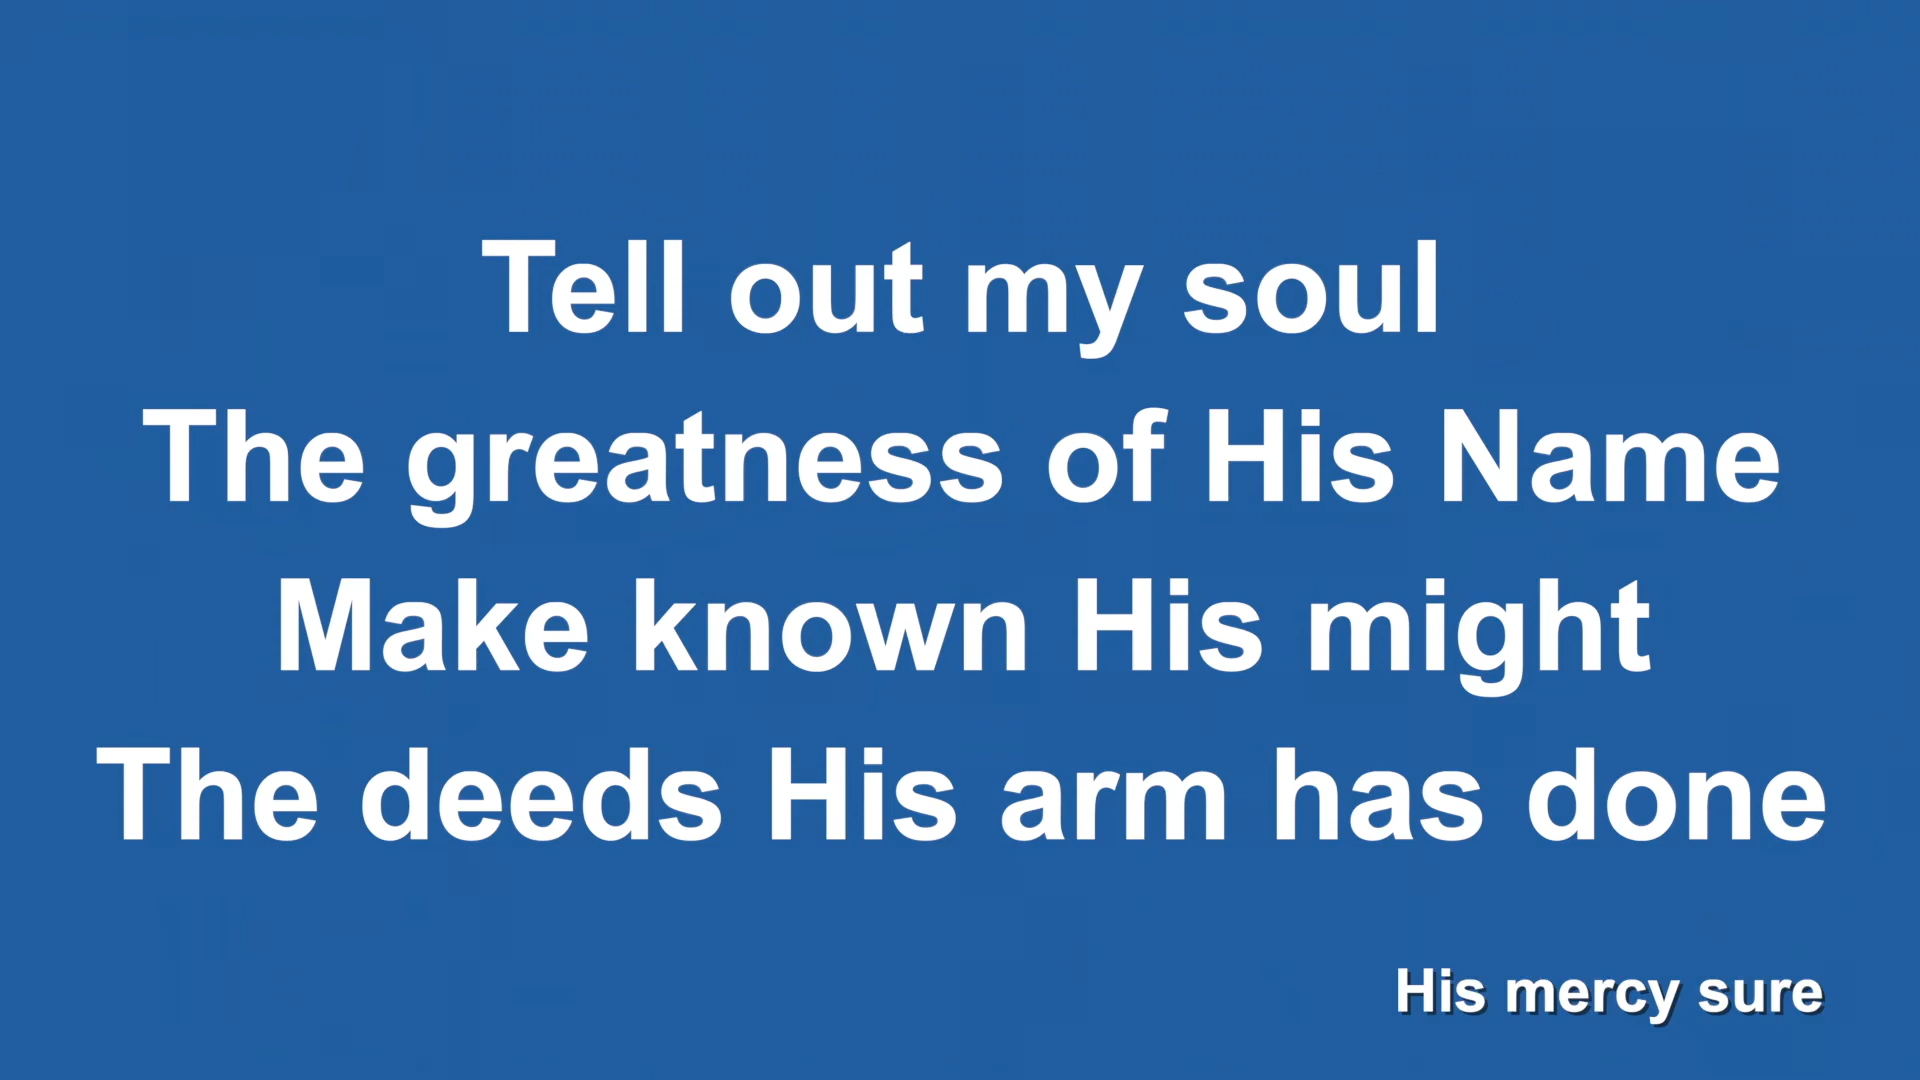 Tell out my soul
The greatness of His Name
Make known His might
The deeds His arm has done
His mercy sure